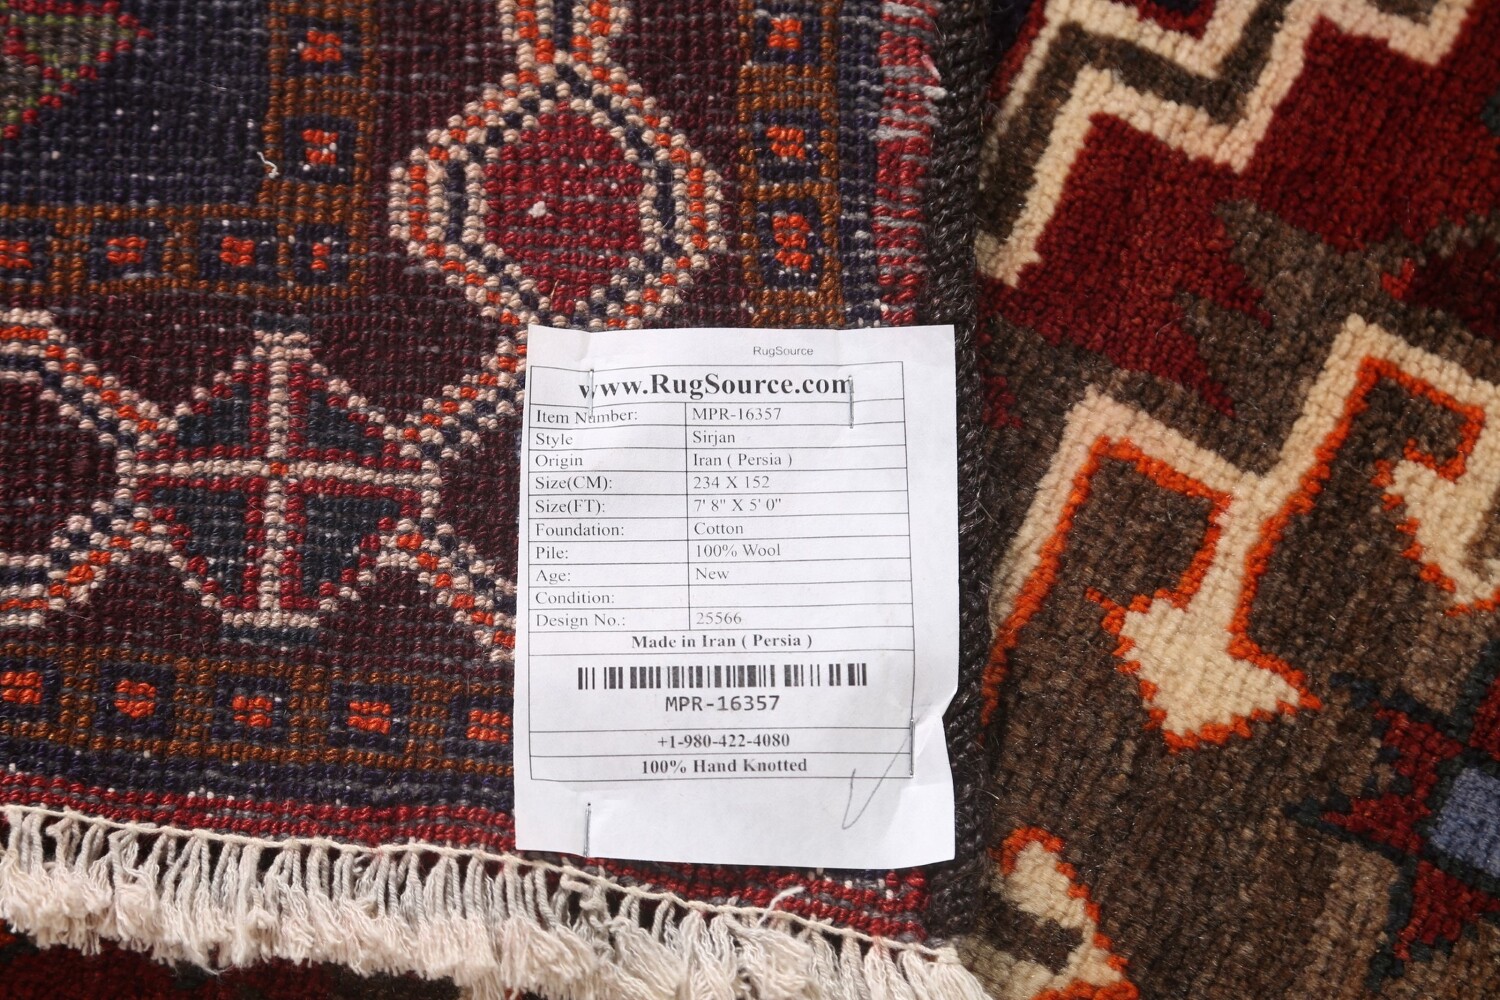 RugSource
www.RugSource.com
Item Number: MPR-16357
Style Sirjan
Origin Iran ( Persia )
Size(CM): 234 X 152
Size(FT): 7' 8" X 5' 0"
Foundation: Cotton
Pile: 100% Wool
Age: New
Condition:
Design No.: 25566
Made in Iran ( Persia )
MPR-16357
+1-980-422-4080
100% Hand Knotted